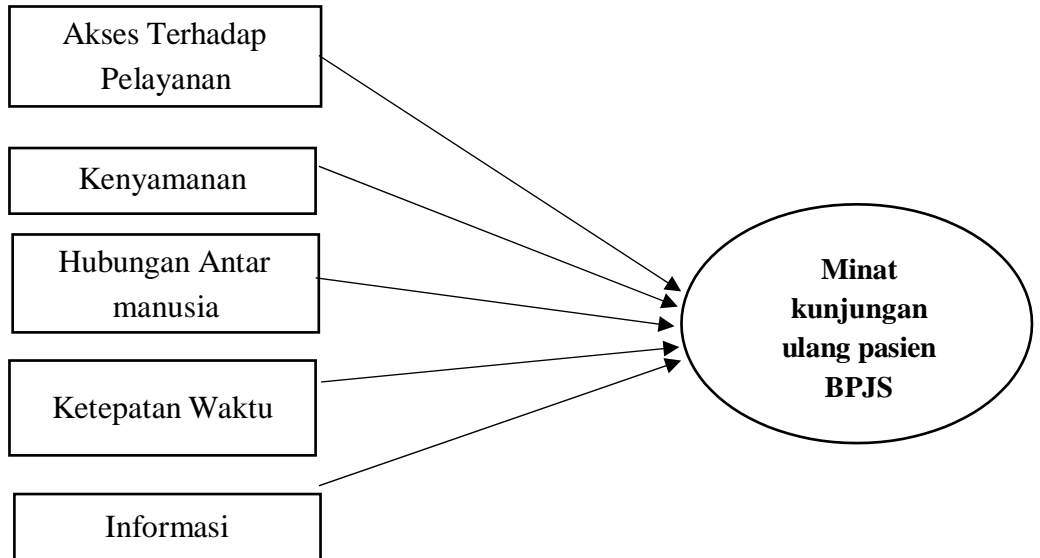 Akses Terhadap
Pelayanan
Kenyamanan
Hubungan Antar
manusia
Ketepatan Waktu
Informasi
Minat
kunjungan
ulang pasien
BPJS